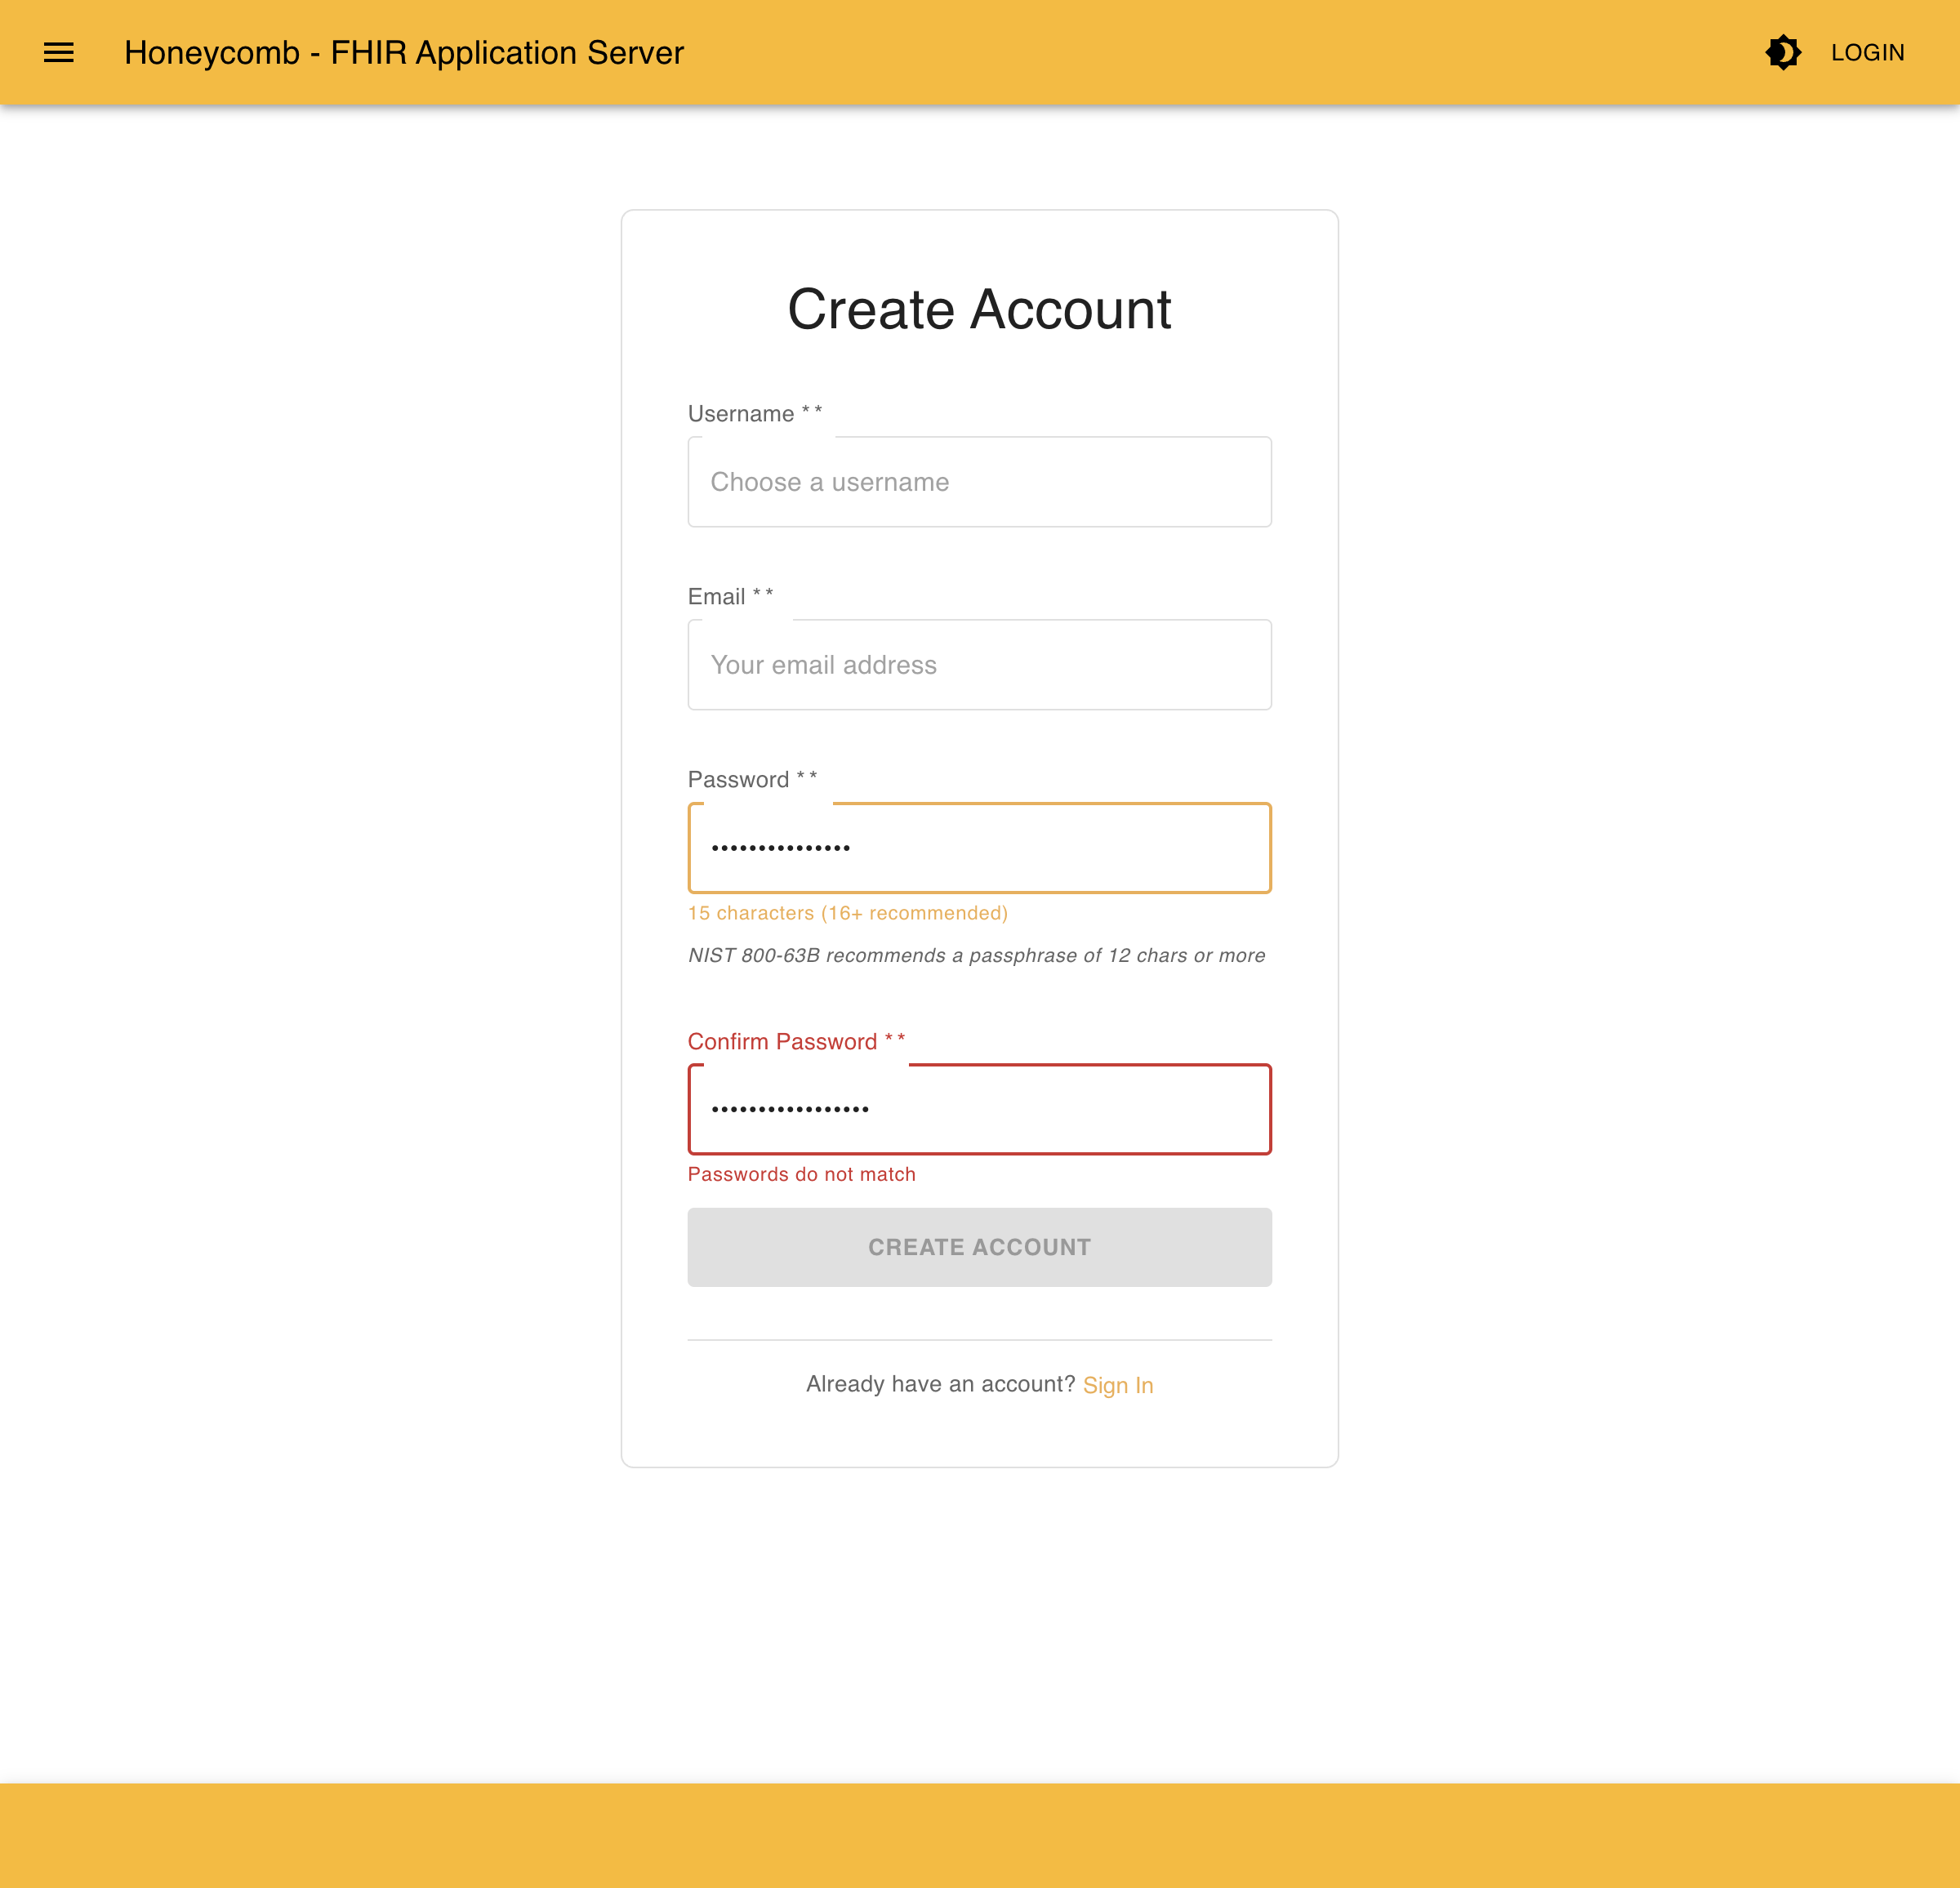 Honeycomb - FHIR Application Server
LOGIN
Create Account
Username * *
Choose a username
Email * *
Your email address
Password * *
•••••••••••••••
15 characters (16+ recommended)
NIST 800-63B recommends a passphrase of 12 chars or more
Confirm Password * *
•••••••••••••••••
Passwords do not match
CREATE ACCOUNT
Already have an account? Sign In